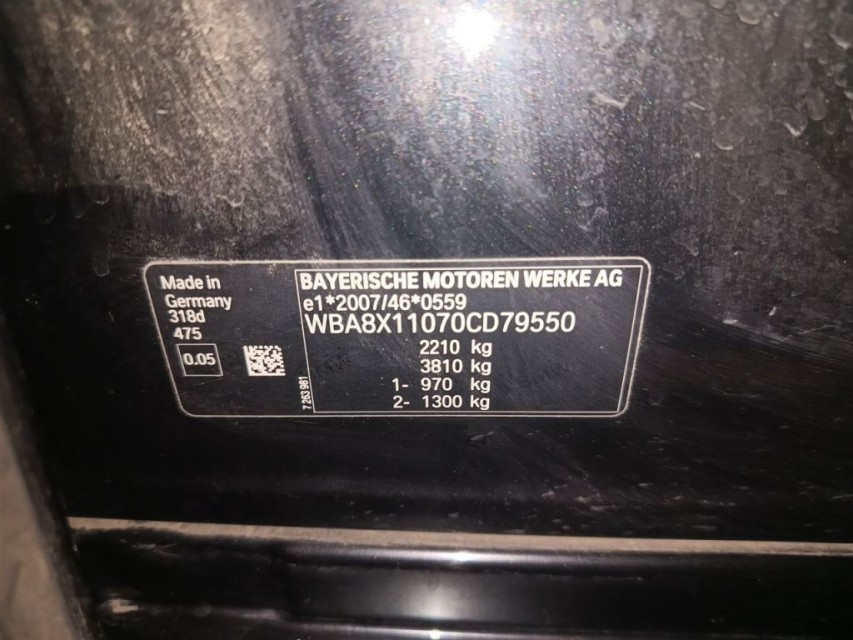 Made in
Germany
318d
475
0.05
BAYERISCHE MOTOREN WERKE AG
e1*2007/46*0559
WBA8X11070CD79550
2210 kg
3810 kg
1- 970 kg
2- 1300 kg
7 263 981